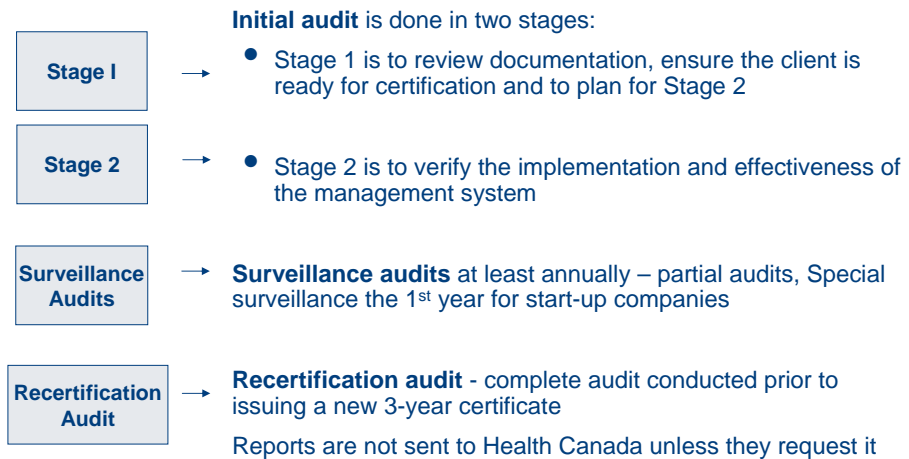 Initial audit is done in two stages:
Stage I
• Stage 1 is to review documentation, ensure the client is
ready for certification and to plan for Stage 2
Stage 2
• Stage 2 is to verify the implementation and effectiveness of
the management system
Surveillance
Audits
Surveillance audits at least annually – partial audits, Special
surveillance the 1st year for start-up companies
Recertification
Audit
Recertification audit - complete audit conducted prior to
issuing a new 3-year certificate
Reports are not sent to Health Canada unless they request it